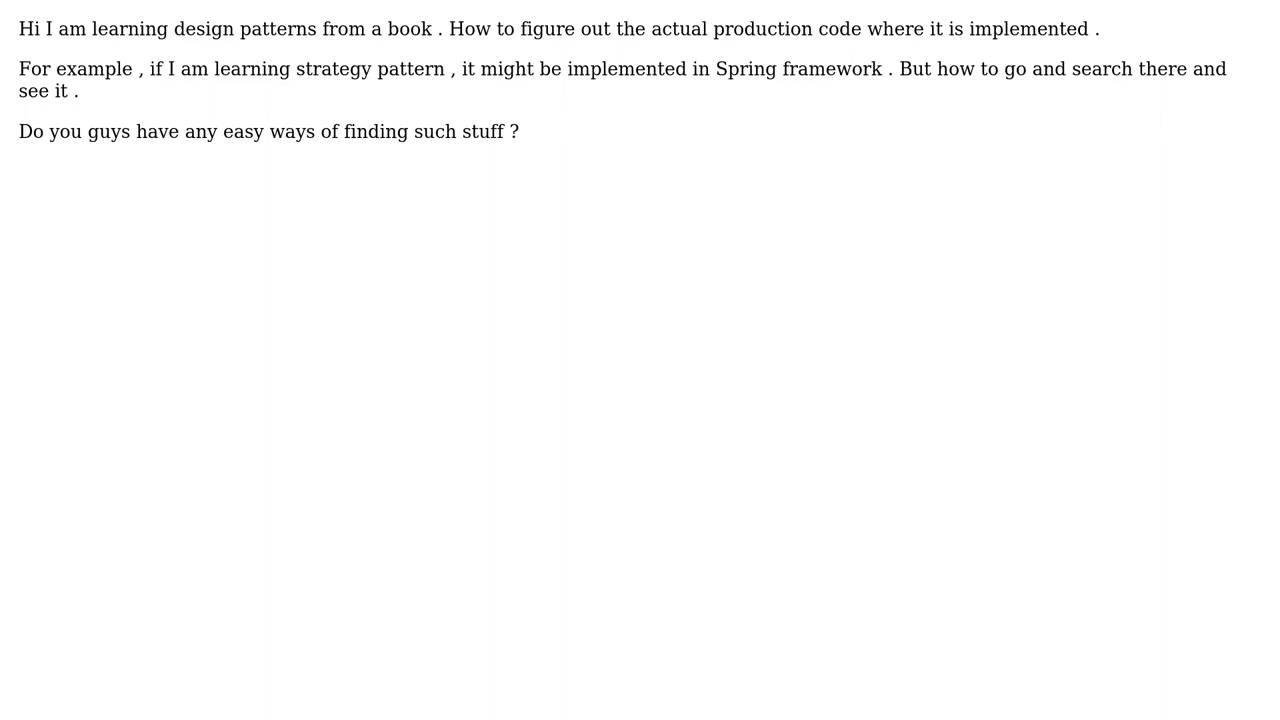 Hi I am learning design patterns from a book . How to figure out the actual production code where it is implemented .
For example , if I am learning strategy pattern , it might be implemented in Spring framework . But how to go and search there and
see it .
Do you guys have any easy ways of finding such stuff ?